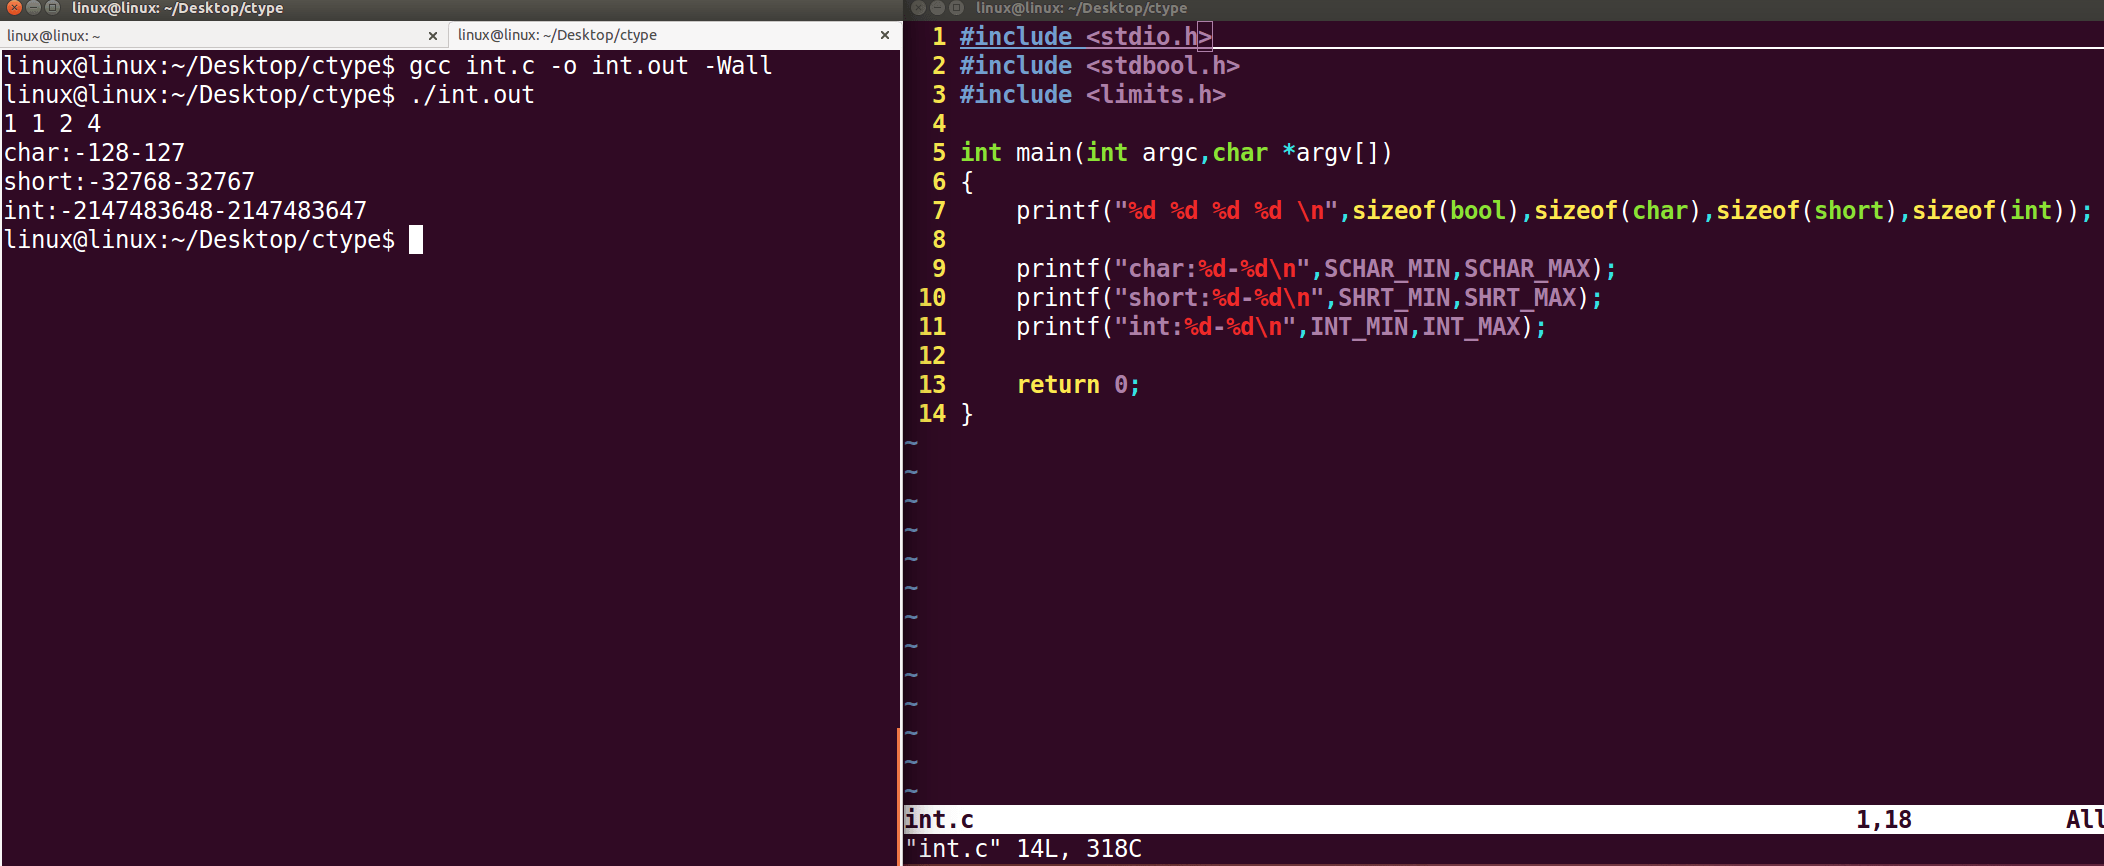 linux@linux: ~/Desktop/ctype
linux@linux: ~
linux@linux: ~/Desktop/ctype
linux@linux:~/Desktop/ctype$ gcc int.c -o int.out -Wall
linux@linux:~/Desktop/ctype$ ./int.out
1 1 2 4
char:-128-127
short:-32768-32767
int:-2147483648-2147483647
linux@linux:~/Desktop/ctype$
linux@linux: ~/Desktop/ctype
1 #include <stdio.h>
2 #include <stdbool.h>
3 #include <limits.h>
4
5 int main(int argc,char *argv[])
6 {
7     printf("%d %d %d %d \n",sizeof(bool),sizeof(char),sizeof(short),sizeof(int));
8
9     printf("char:%d-%d\n",SCHAR_MIN,SCHAR_MAX);
10     printf("short:%d-%d\n",SHRT_MIN,SHRT_MAX);
11     printf("int:%d-%d\n",INT_MIN,INT_MAX);
12
13     return 0;
14 }
~
~
~
~
~
~
~
~
~
~
~
~
~
int.c 1,18 All
"int.c" 14L, 318C